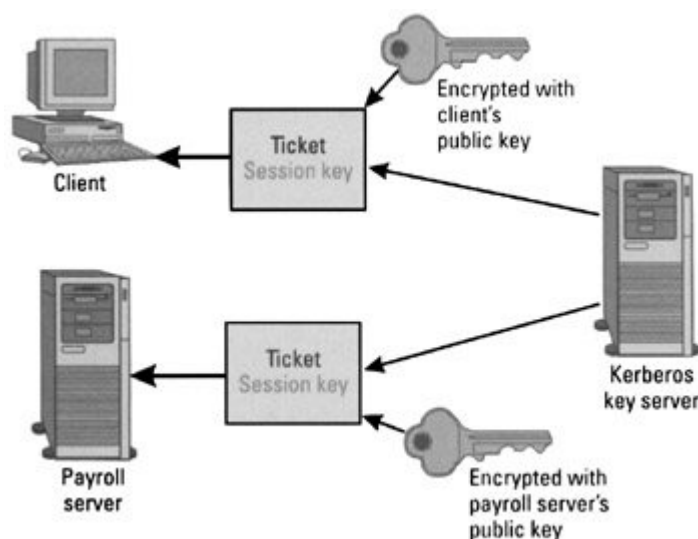 Encrypted with
client's
public key
Ticket
Session key
Client
Ticket
Session key
Kerberos
key server
Payroll
server
Encrypted with
payroll server's
public key